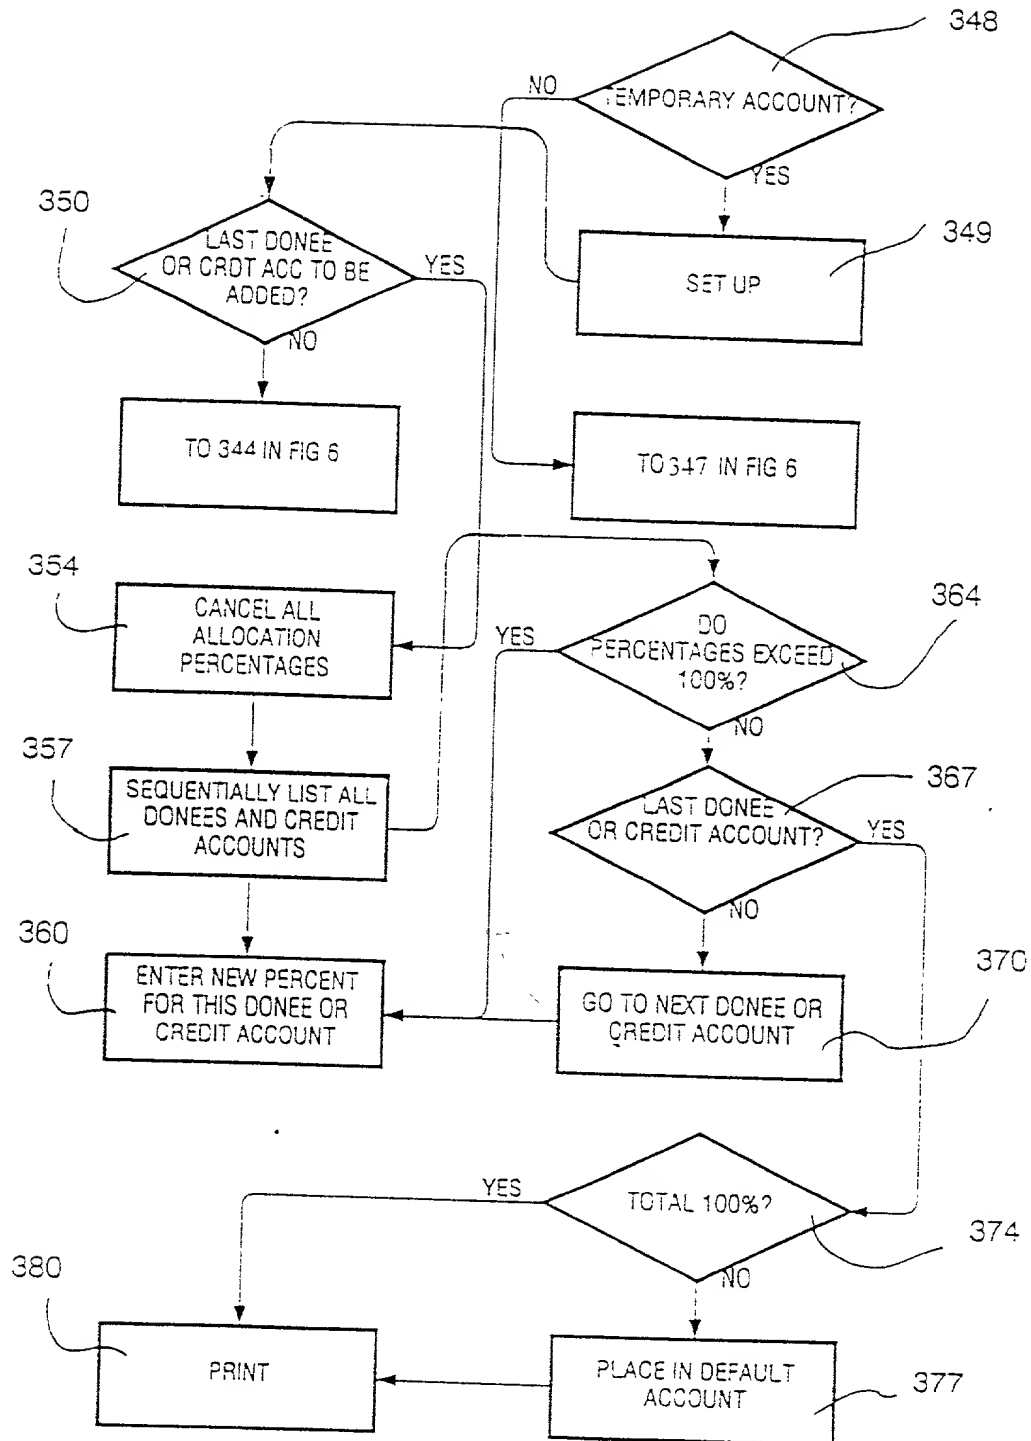 348
NO
TEMPORARY ACCOUNT?
YES
350
LAST DONEE
OR CRDT ACC TO BE
ADDED?
YES
NO
349
SET UP
TO 344 IN FIG 6
TO 347 IN FIG 6
354
CANCEL ALL
ALLOCATION
PERCENTAGES
364
YES
DO
PERCENTAGES EXCEED
100%?
NO
357
SEQUENTIALLY LIST ALL
DONEES AND CREDIT
ACCOUNTS
367
LAST DONEE
OR CREDIT ACCOUNT?
YES
NO
360
ENTER NEW PERCENT
FOR THIS DONEE OR
CREDIT ACCOUNT
370
GO TO NEXT DONEE OR
CREDIT ACCOUNT
YES
TOTAL 100%?
374
NO
380
PRINT
PLACE IN DEFAULT
ACCOUNT
377